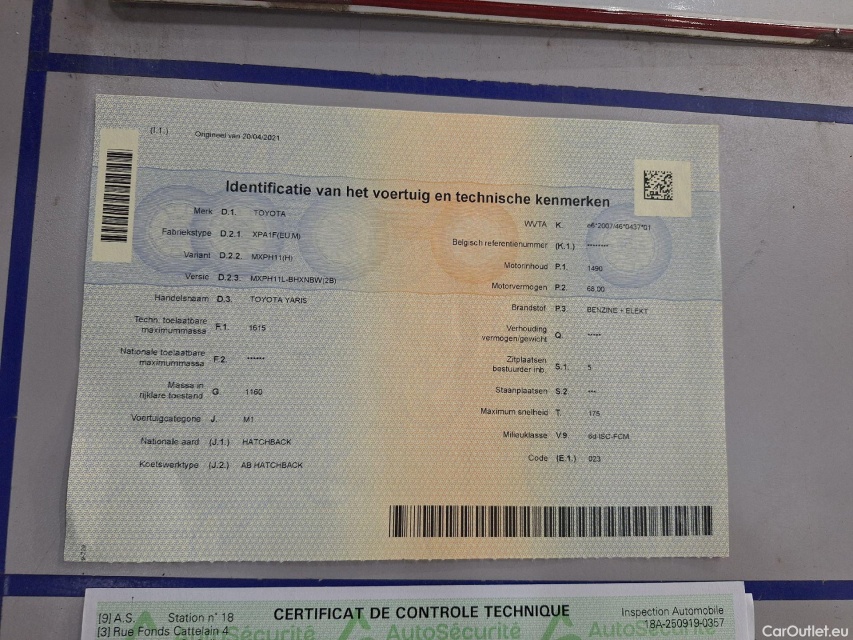 (I.1.) Origineel van 20/04/2021
Identificatie van het voertuig en technische kenmerken
Merk D.1. TOYOTA
Fabriekstype D.2.1 XPA1F(EU,M)
Variant D.2.2. MXPH11(H)
Versie D.2.3. MXPH11L-BHXNBW(2B)
Handelsnaam D.3. TOYOTA YARIS
Techn. toelaatbare
maximummassa F.1. 1615
Nationale toelaatbare
maximummassa F.2. ******
Massa in
rijklare toestand G 1160
Voertuigcategorie J. M1
Nationale aard (J.1.) HATCHBACK
Koetswerktype (J.2.) AB HATCHBACK
WVTA K. e6*2007/46*0437*01
Belgisch referentienummer (K.1.) ********
Motorinhoud P.1. 1490
Motorvermogen P.2. 68,00
Brandstof P.3. BENZINE + ELEKT
Verhouding
vermogen/gewicht Q. *****
Zitplaatsen
bestuurder inb. S.1. 5
Staanplaatsen S.2. ***
Maximum snelheid T. 175
Milieuklasse V.9. 6d-ISC-FCM
Code (E.1.) 023
[9] A.S. Station n° 18 CERTIFICAT DE CONTROLE TECHNIQUE Inspection Automobile
[3] Rue Fonds Cattelain 4 18A-250919-0357
Sécurité AutoSécurité AutoSé
CarOutlet.eu